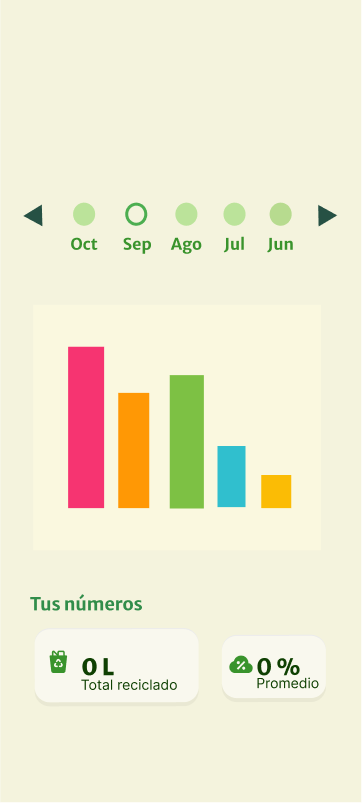 Oct Sep Ago Jul Jun
Tus números
0 L
Total reciclado
0 %
Promedio